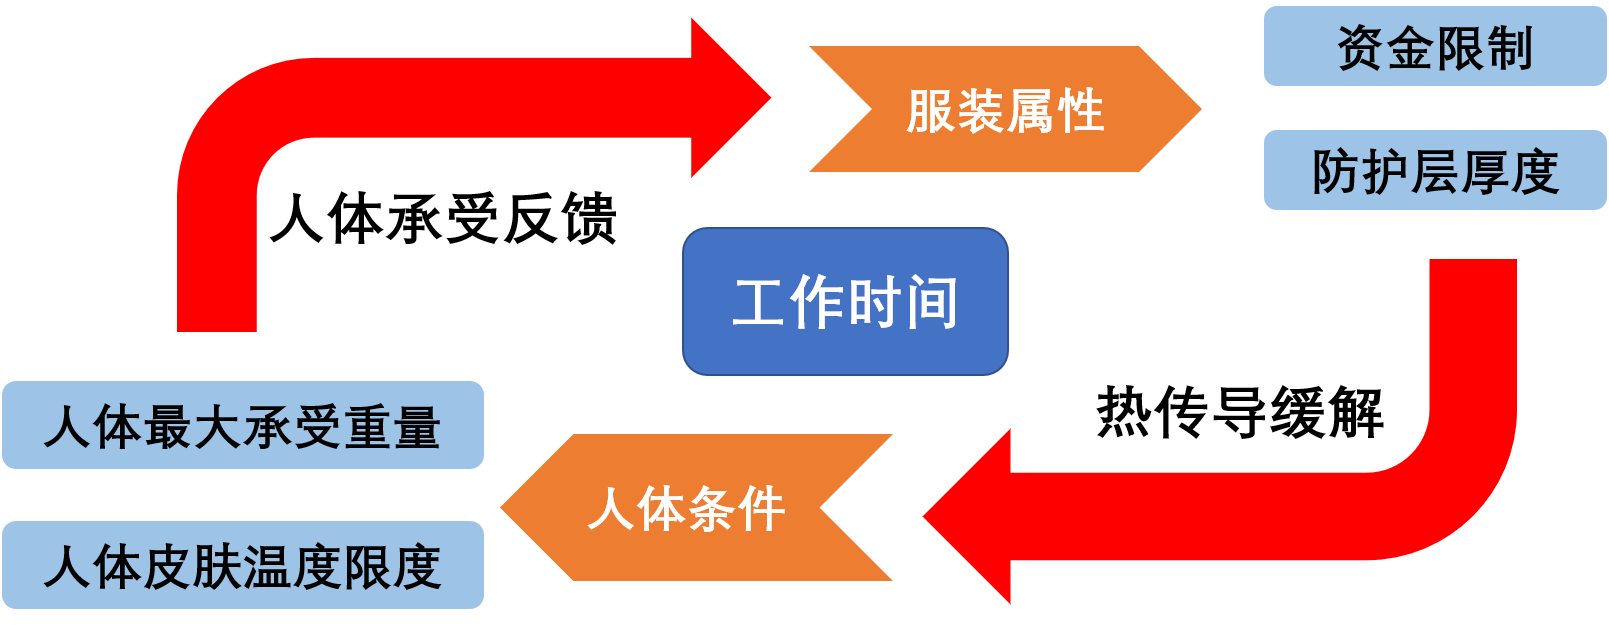 资金限制
服装属性
防护层厚度
人体承受反馈
工作时间
热传导缓解
人体最大承受重量
人体条件
人体皮肤温度限度